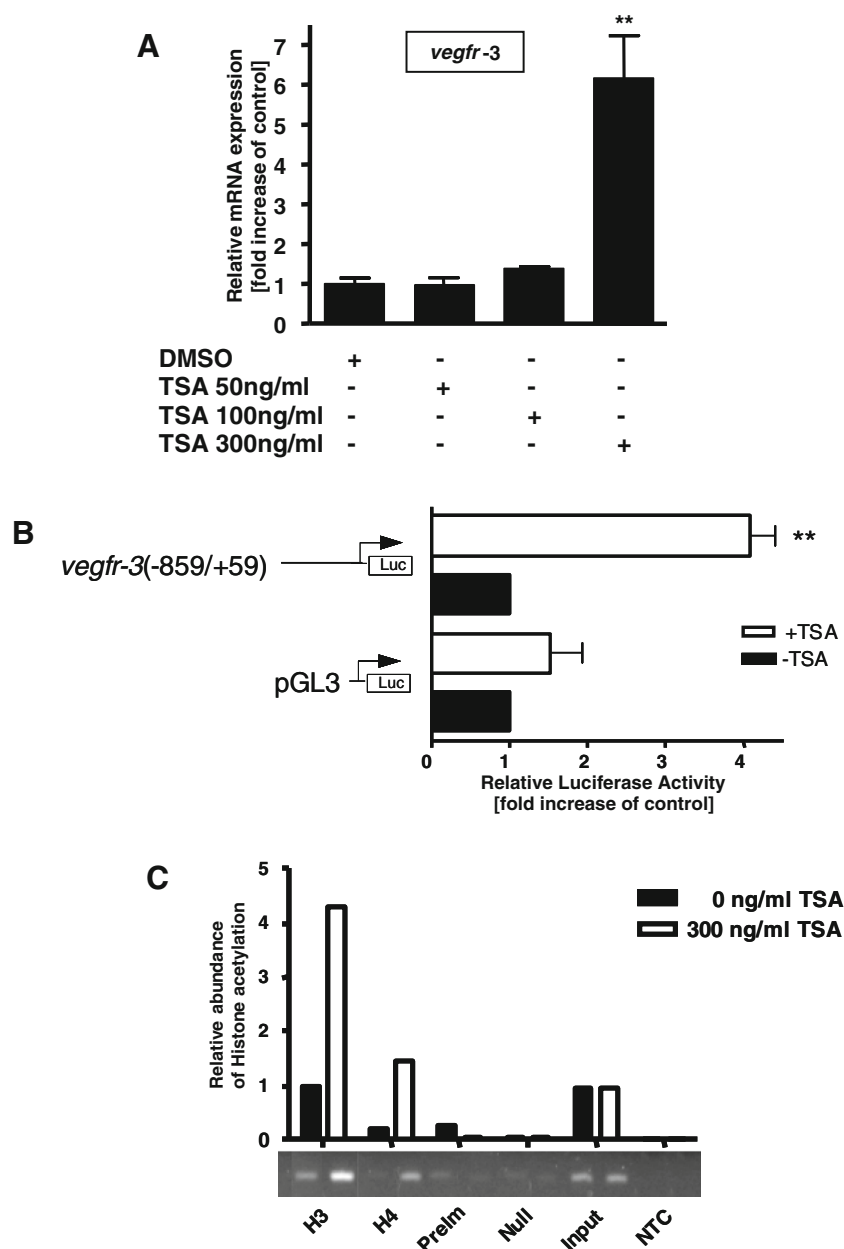 A
vegfr-3
**
Relative mRNA expression
[fold increase of control]
7
6
5
4
3
2
1
0
DMSO + - - -
TSA 50ng/ml - + - -
TSA 100ng/ml - - + -
TSA 300ng/ml - - - +
B
vegfr-3(-859/+59)
Luc
**
pGL3
Luc
+TSA
-TSA
0 1 2 3 4
Relative Luciferase Activity
[fold increase of control]
C
Relative abundance
of Histone acetylation
5
4
3
2
1
0
0 ng/ml TSA
300 ng/ml TSA
H3 H4 PreIm Null Input NTC